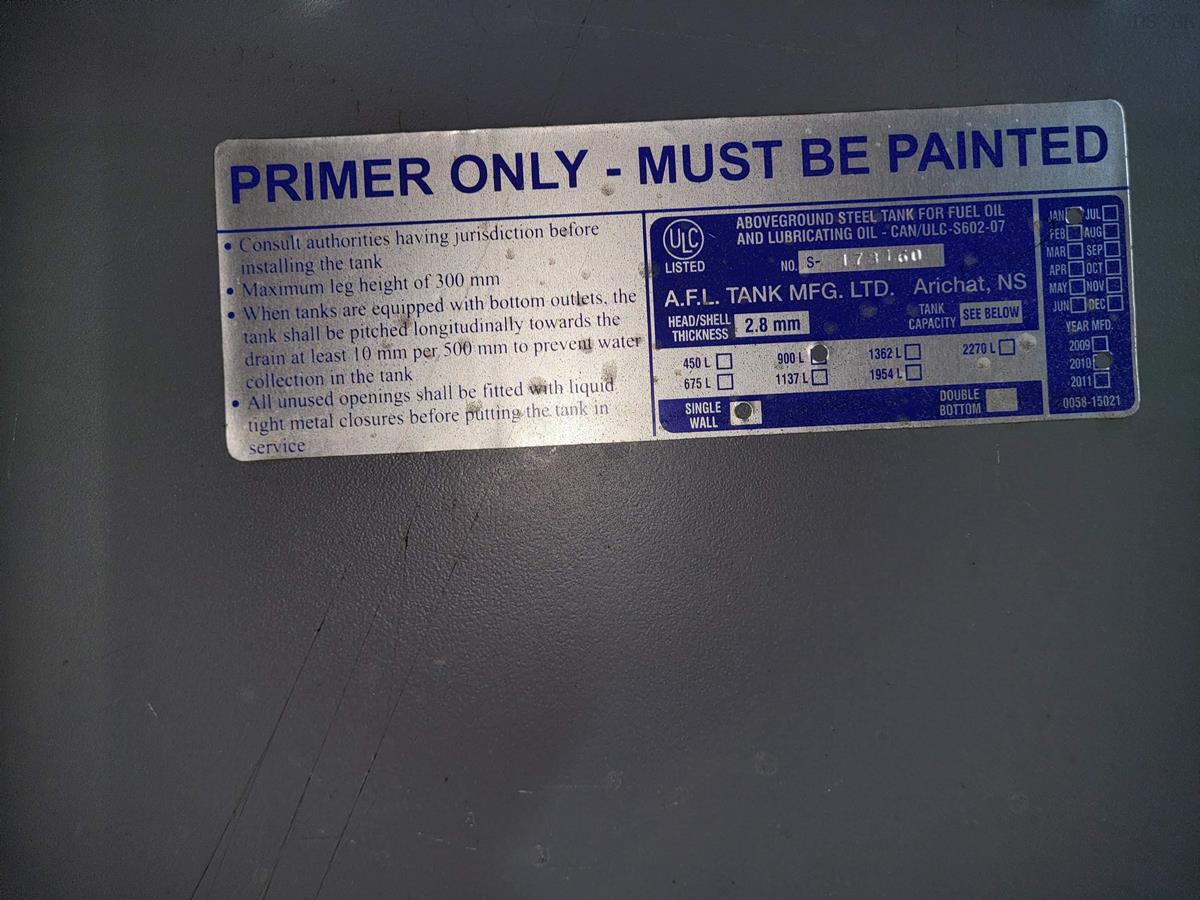 PRIMER ONLY - MUST BE PAINTED
• Consult authorities having jurisdiction before
installing the tank
• Maximum leg height of 300 mm
• When tanks are equipped with bottom outlets, the
tank shall be pitched longitudinally towards the
drain at least 10 mm per 500 mm to prevent water
collection in the tank
• All unused openings shall be fitted with liquid
tight metal closures before putting the tank in
service
ULC
LISTED
ABOVEGROUND STEEL TANK FOR FUEL OIL
AND LUBRICATING OIL - CAN/ULC-S602-07
NO. S-
A.F.L. TANK MFG. LTD. Arichat, NS
HEAD/SHELL
THICKNESS
2.8 mm
TANK
CAPACITY
SEE BELOW
450 L 900 L 1362 L 2270 L
675 L 1137 L 1954 L
SINGLE
WALL
DOUBLE
BOTTOM
JAN JUL
FEB AUG
MAR SEP
APR OCT
MAY NOV
JUN DEC
YEAR MFD.
2009
2010
2011
0058-15021